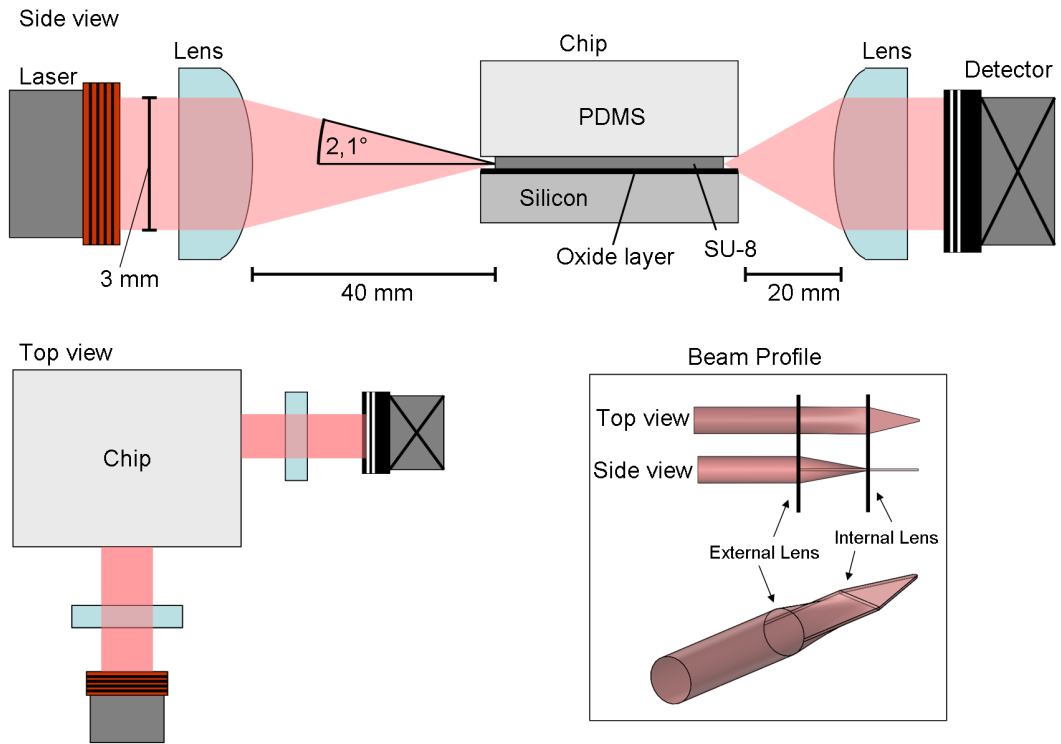 Side view
Laser
Lens
Chip
Lens
Detector
PDMS
2,1°
Silicon
SU-8
Oxide layer
3 mm
40 mm
20 mm
Top view
Chip
Beam Profile
Top view
Side view
External Lens
Internal Lens